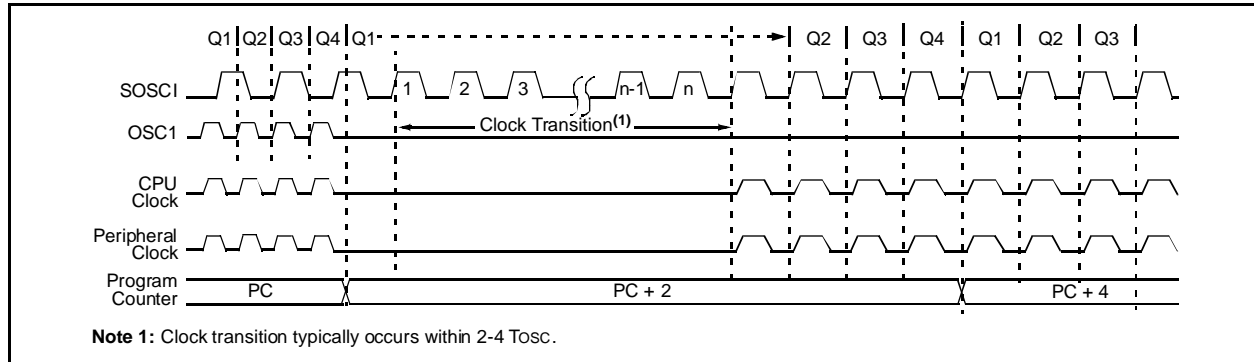 Q1 Q2 Q3 Q4 Q1 Q2 Q3 Q4 Q1 Q2 Q3
SOSCI 1 2 3 n-1 n
OSC1 Clock Transition(1)
CPU
Clock
Peripheral
Clock
Program
Counter PC PC + 2 PC + 4
Note 1: Clock transition typically occurs within 2-4 TOSC.